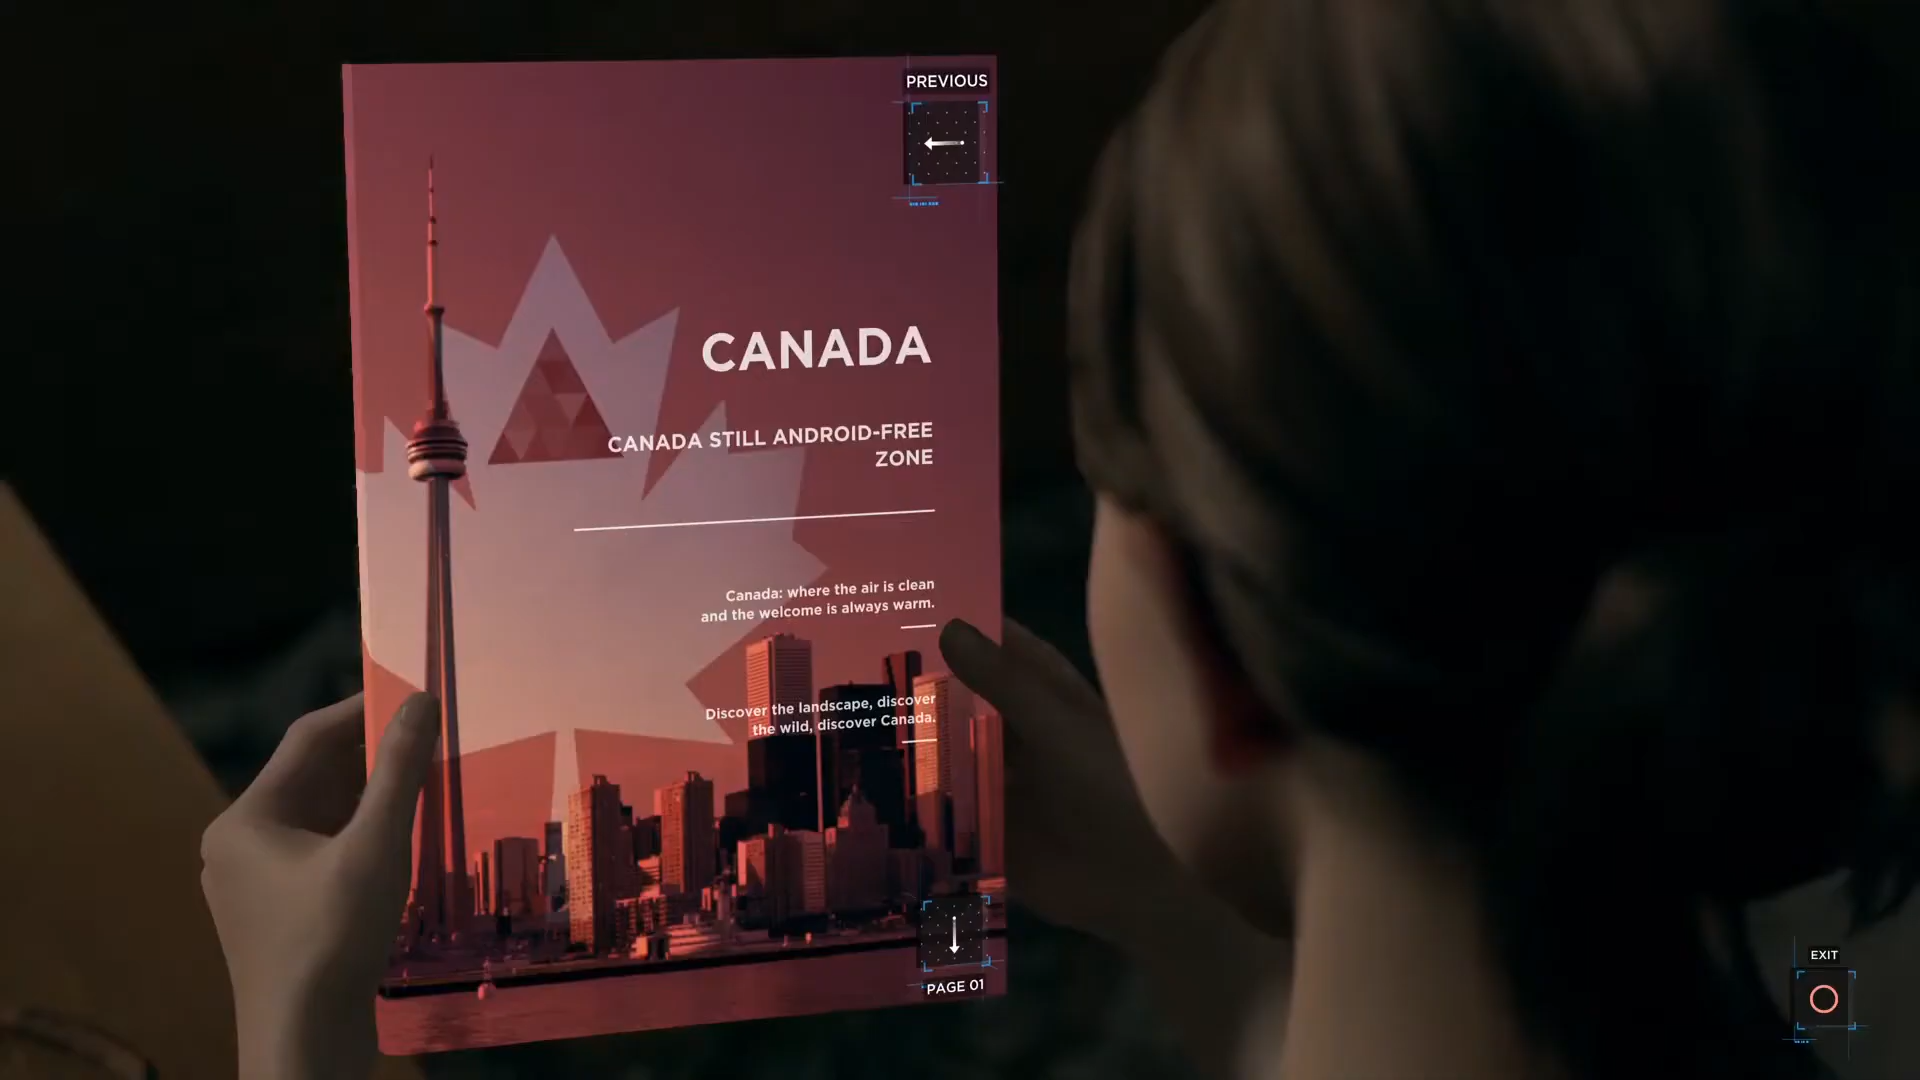 PREVIOUS
CANADA
CANADA STILL ANDROID-FREE
ZONE
Canada: where the air is clean
and the welcome is always warm.
Discover the landscape, discover
the wild, discover Canada.
PAGE 01
EXIT